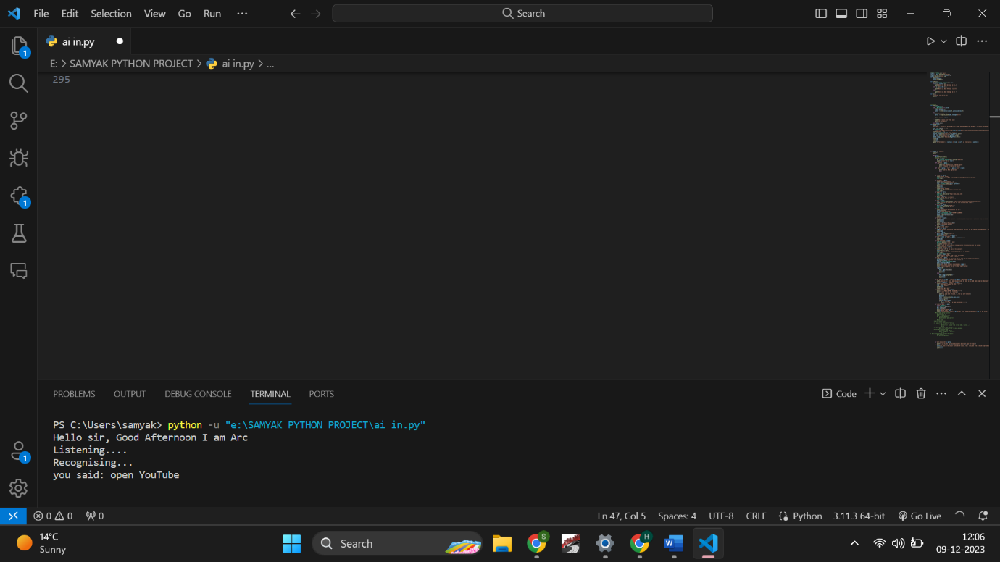 File Edit Selection View Go Run ··· Search
ai in.py
E: > SAMYAK PYTHON PROJECT > ai in.py > ...
295
PROBLEMS OUTPUT DEBUG CONSOLE TERMINAL PORTS Code
PS C:\Users\samyak> python -u "e:\SAMYAK PYTHON PROJECT\ai in.py"
Hello sir, Good Afternoon I am Arc
Listening....
Recognising...
you said: open YouTube
1
1
1
0 0 0 Ln 47, Col 5 Spaces: 4 UTF-8 CRLF Python 3.11.3 64-bit Go Live
14°C
Sunny
Search
S
H
W
12:06
09-12-2023